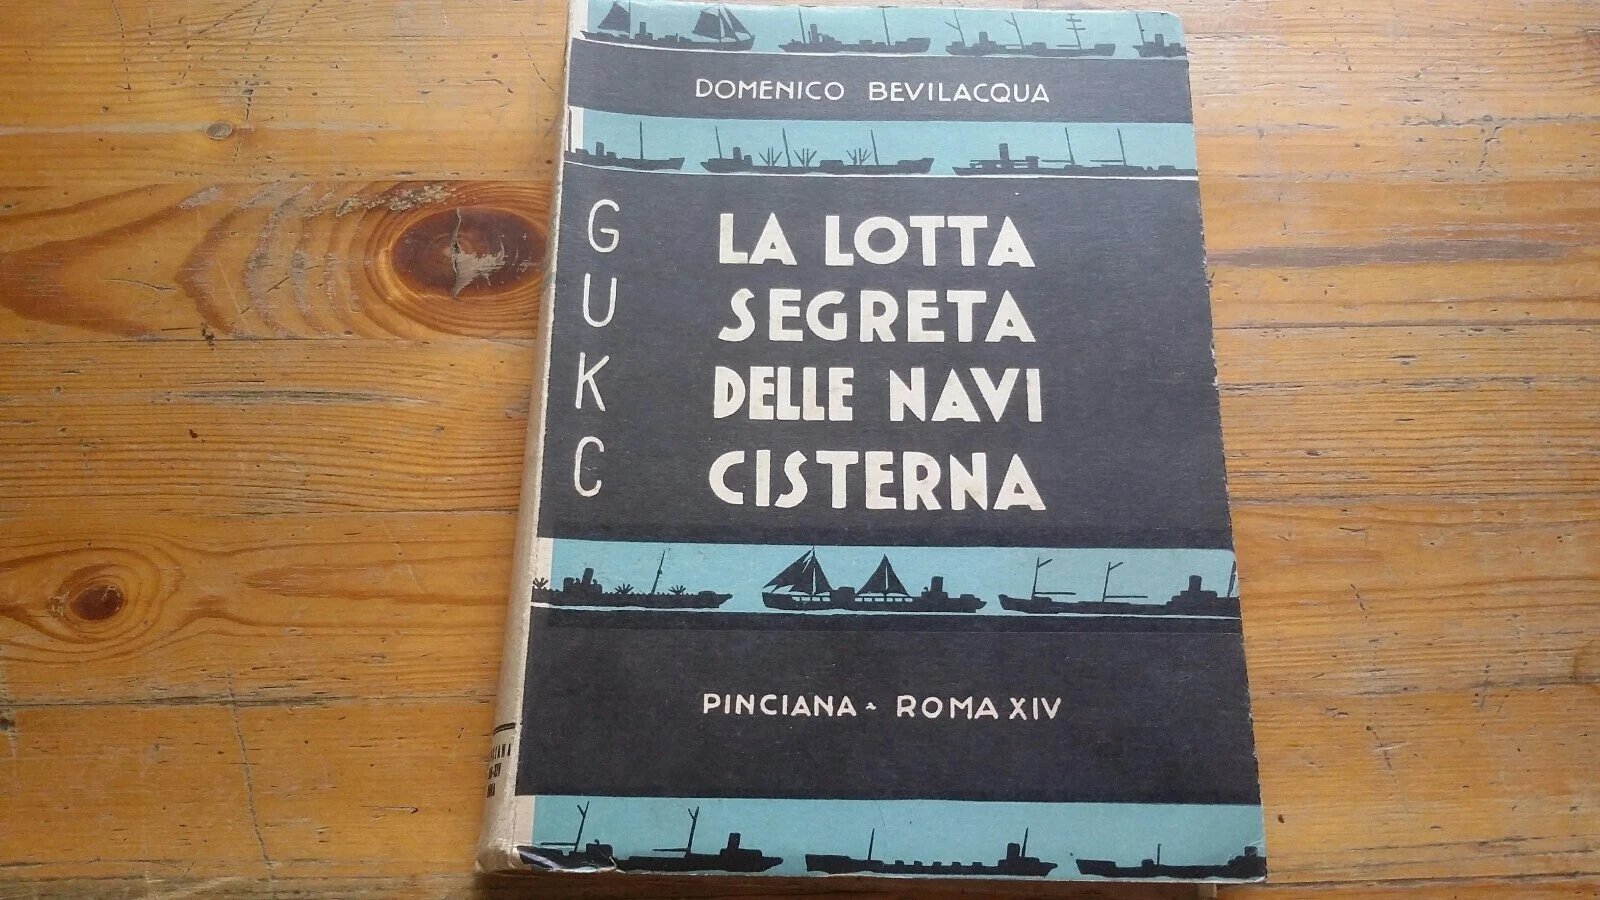 DOMENICO BEVILACQUA
G
U
K
C
LA LOTTA
SEGRETA
DELLE NAVI
CISTERNA
PINCIANA - ROMA XIV